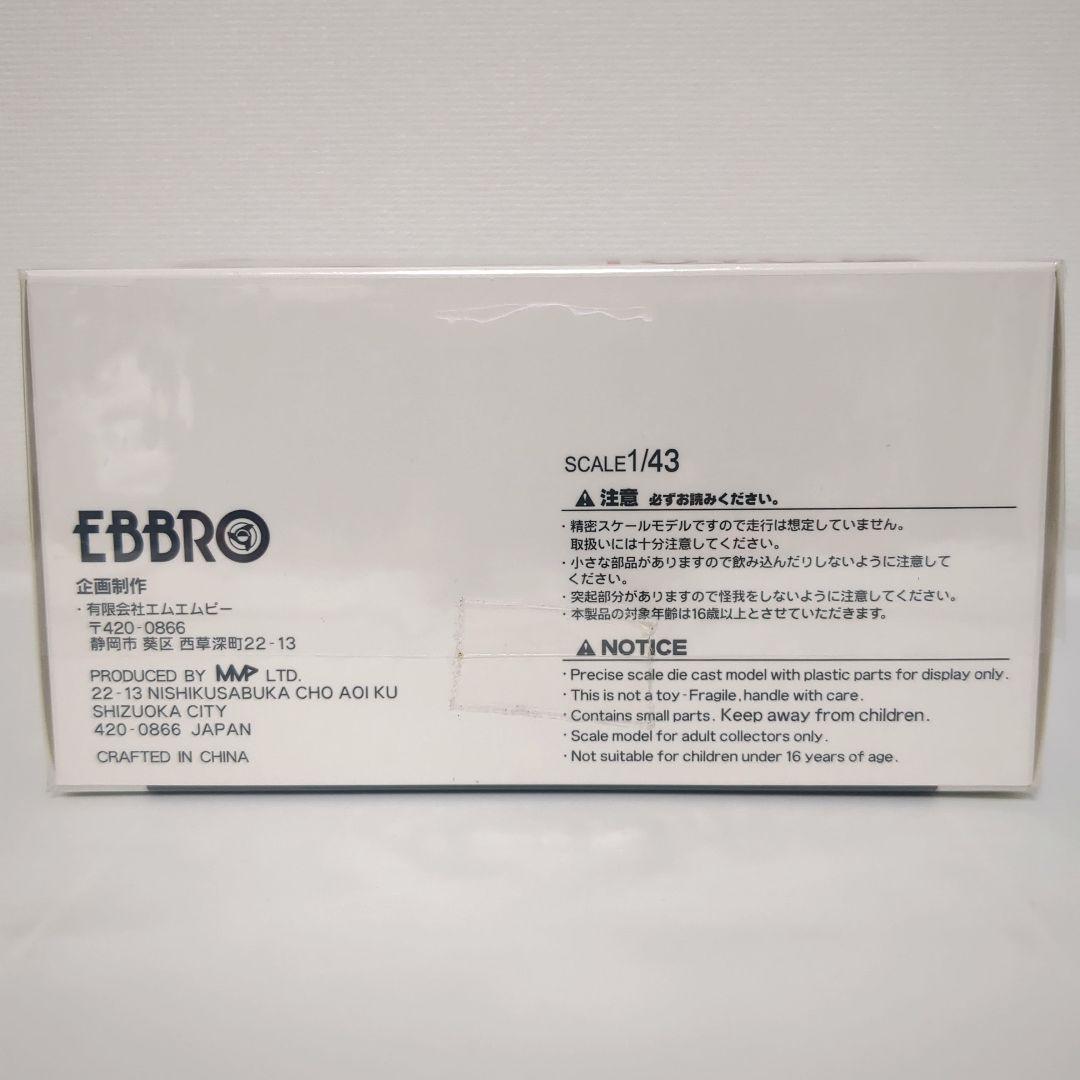 EBBRO
企画制作
・有限会社エムエムピー
〒420-0866
静岡市 葵区 西草深町22-13
PRODUCED BY MMP LTD.
22-13 NISHIKUSABUKA CHO AOI KU
SHIZUOKA CITY
420-0866 JAPAN
CRAFTED IN CHINA
SCALE1/43
注意 必ずお読みください。
・精密スケールモデルですので走行は想定していません。
取扱いには十分注意してください。
・小さな部品がありますので飲み込んだりしないように注意して
ください。
・突起部分がありますので怪我をしないように注意してください。
・本製品の対象年齢は16歳以上とさせていただきます。
NOTICE
・Precise scale die cast model with plastic parts for display only.
・This is not a toy-Fragile, handle with care.
・Contains small parts. Keep away from children.
・Scale model for adult collectors only.
・Not suitable for children under 16 years of age.